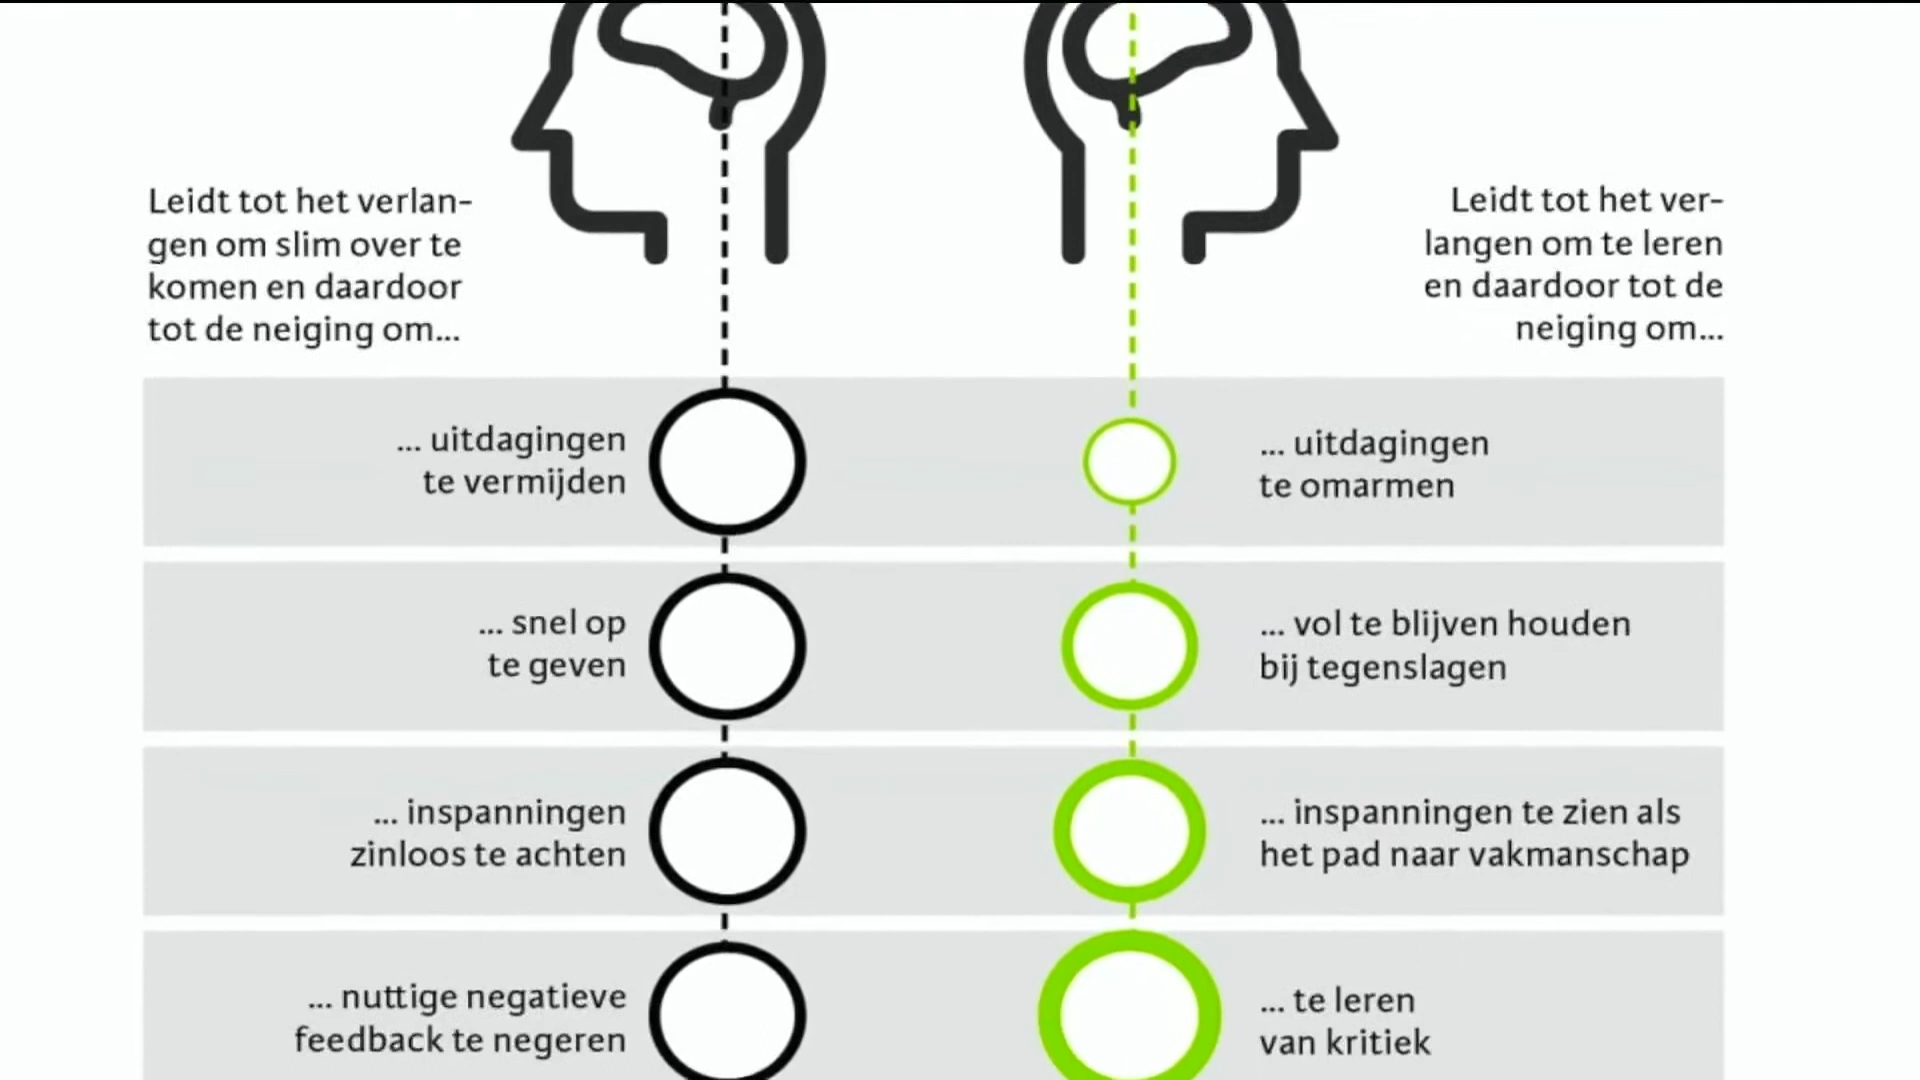 Leidt tot het verlan-
gen om slim over te
komen en daardoor
tot de neiging om...
Leidt tot het ver-
langen om te leren
en daardoor tot de
neiging om...
... uitdagingen
te vermijden
... uitdagingen
te omarmen
... snel op
te geven
... vol te blijven houden
bij tegenslagen
... inspanningen
zinloos te achten
... inspanningen te zien als
het pad naar vakmanschap
... nuttige negatieve
feedback te negeren
... te leren
van kritiek